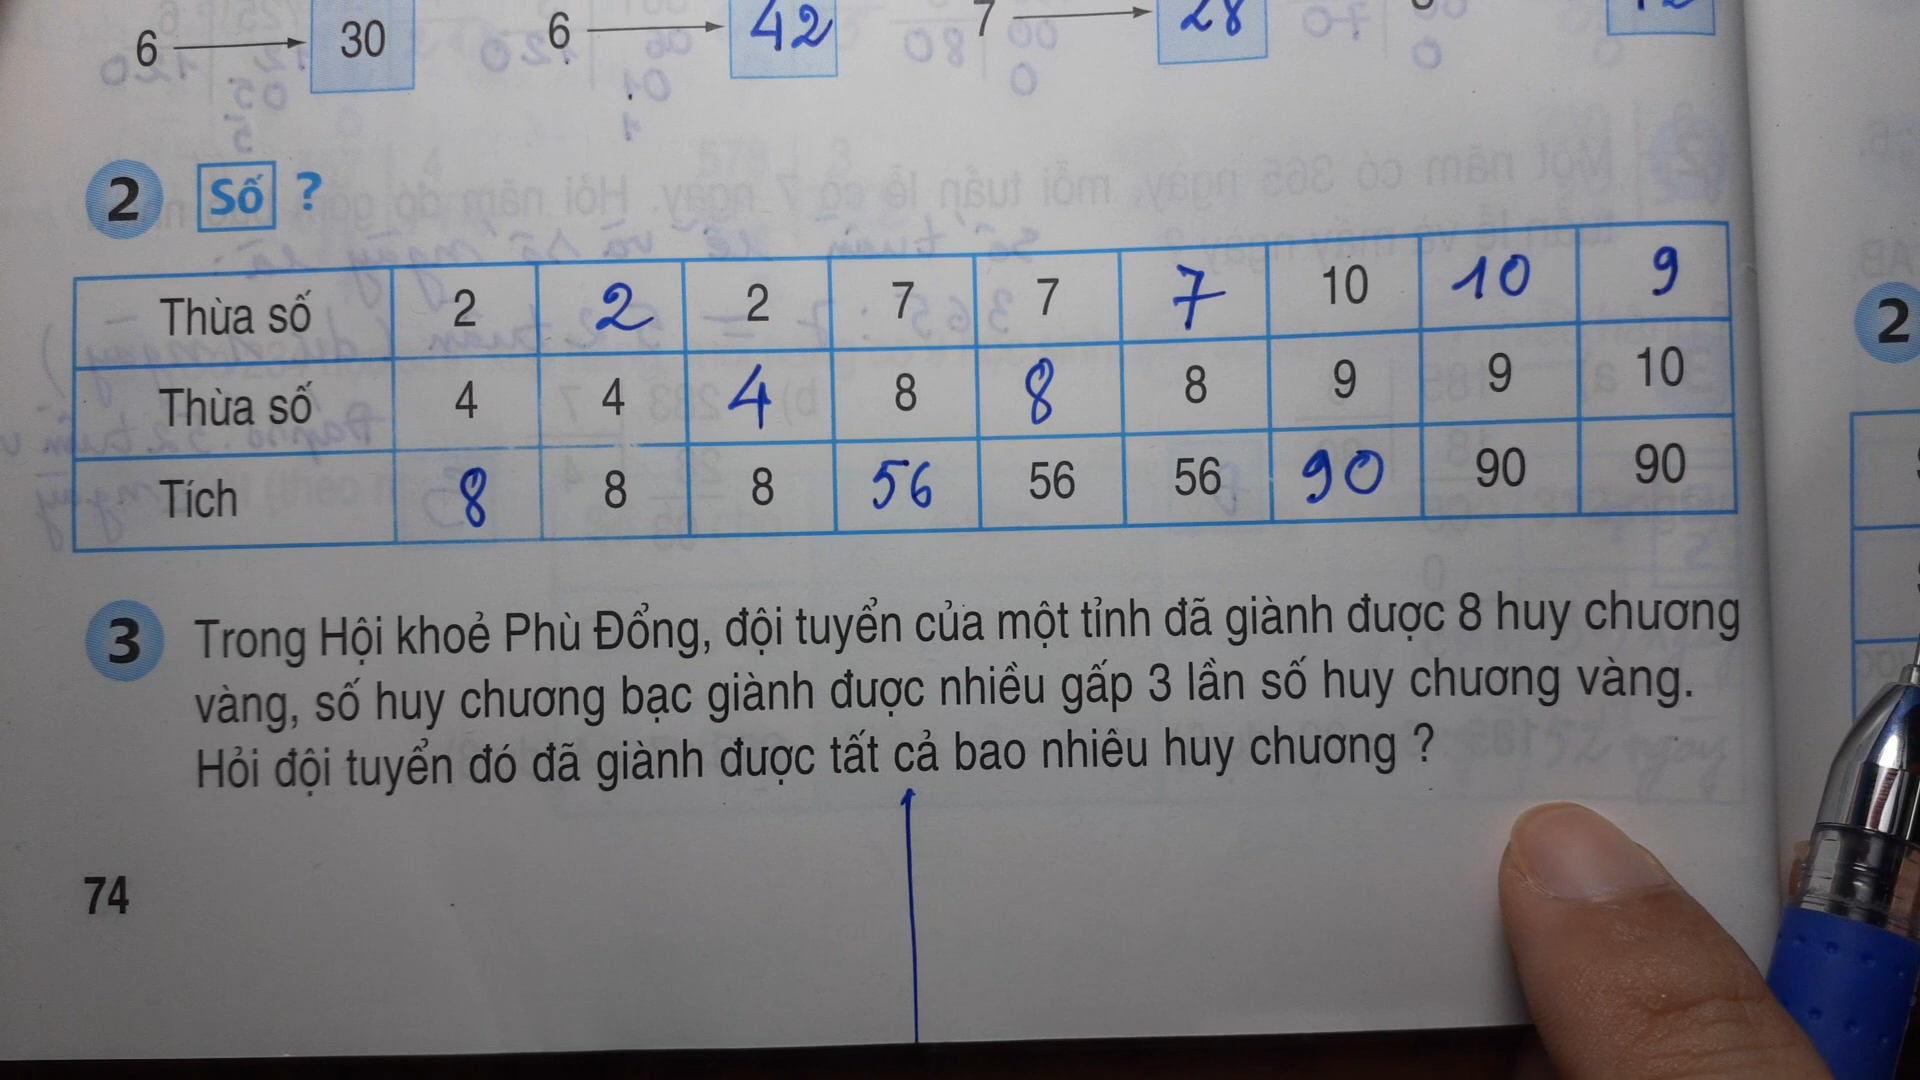 6 → 30 6 → 42 7 → 28
2 Số ?
Thừa số 2 2 2 7 7 7 10 10 9
Thừa số 4 4 4 8 8 8 9 9 10
Tích 8 8 8 56 56 56 90 90 90
3 Trong Hội khoẻ Phù Đổng, đội tuyển của một tỉnh đã giành được 8 huy chương
vàng, số huy chương bạc giành được nhiều gấp 3 lần số huy chương vàng.
Hỏi đội tuyển đó đã giành được tất cả bao nhiêu huy chương ?
74
2